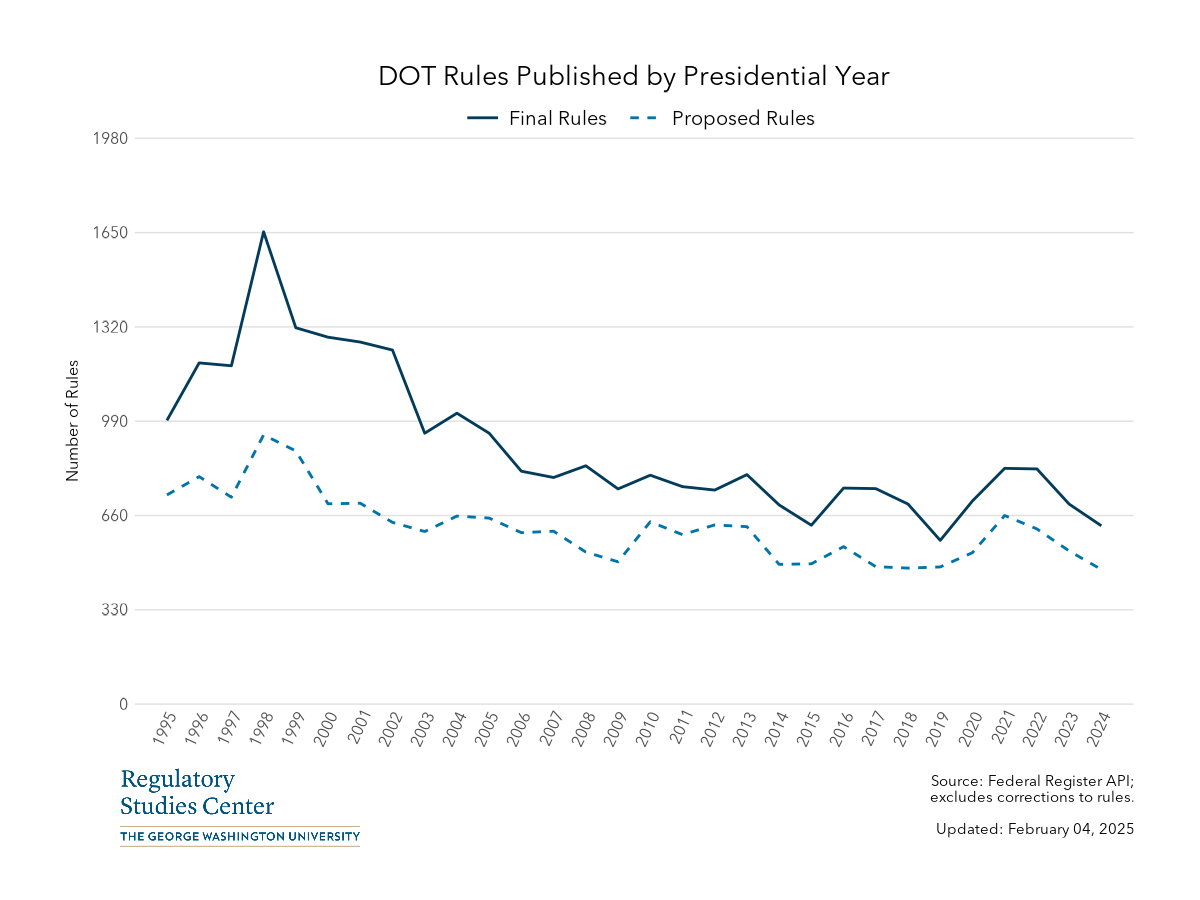 DOT Rules Published by Presidential Year
Final Rules Proposed Rules
1980
1650
1320
990
660
330
0
Number of Rules
1995 1996 1997 1998 1999 2000 2001 2002 2003 2004 2005 2006 2007 2008 2009 2010 2011 2012 2013 2014 2015 2016 2017 2018 2019 2020 2021 2022 2023 2024
Regulatory
Studies Center
THE GEORGE WASHINGTON UNIVERSITY
Source: Federal Register API;
excludes corrections to rules.
Updated: February 04, 2025